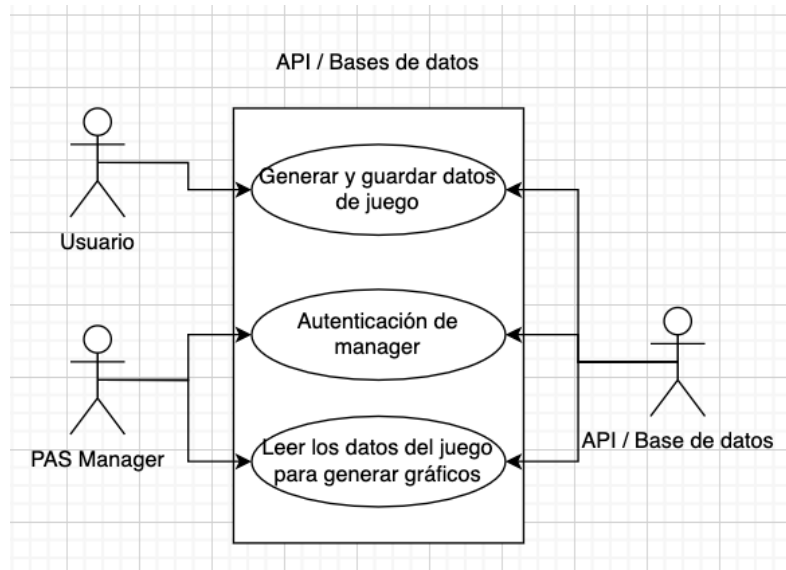 API / Bases de datos
Generar y guardar datos
de juego
Usuario
Autenticación de
manager
PAS Manager
Leer los datos del juego
para generar gráficos
API / Base de datos